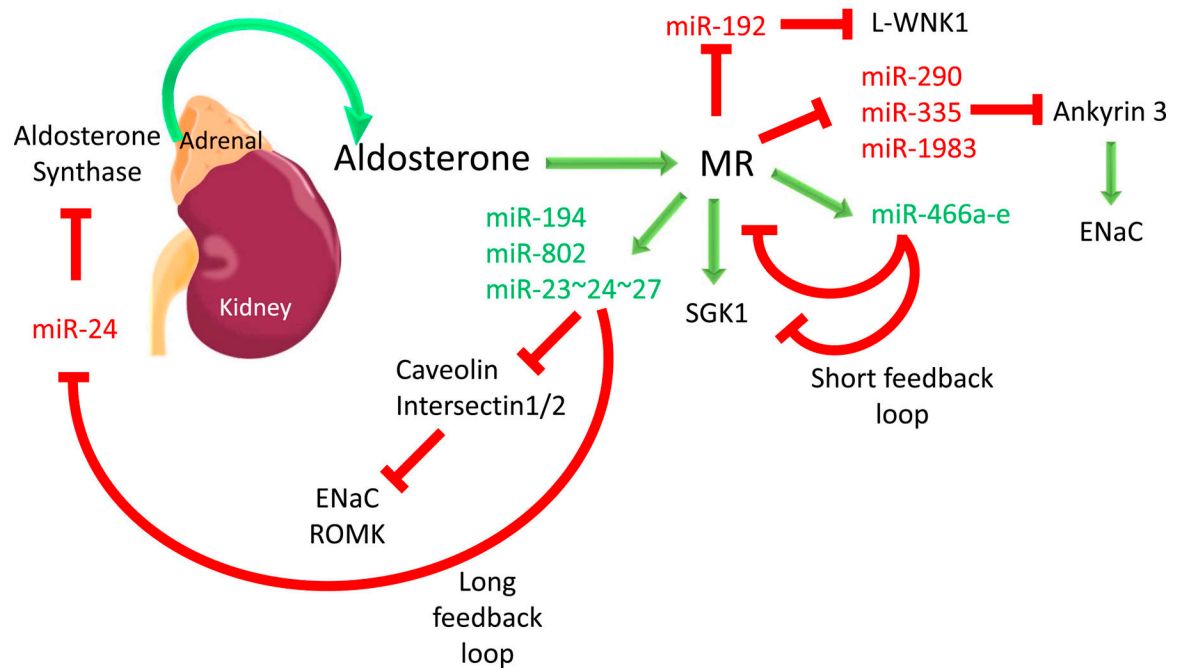 miR-192
L-WNK1
miR-290
miR-335
miR-1983
Ankyrin 3
Aldosterone
Synthase
Adrenal
Aldosterone
MR
miR-194
miR-802
miR-23~24~27
miR-466a-e
ENaC
Kidney
miR-24
SGK1
Caveolin
Intersectin1/2
Short feedback
loop
ENaC
ROMK
Long
feedback
loop